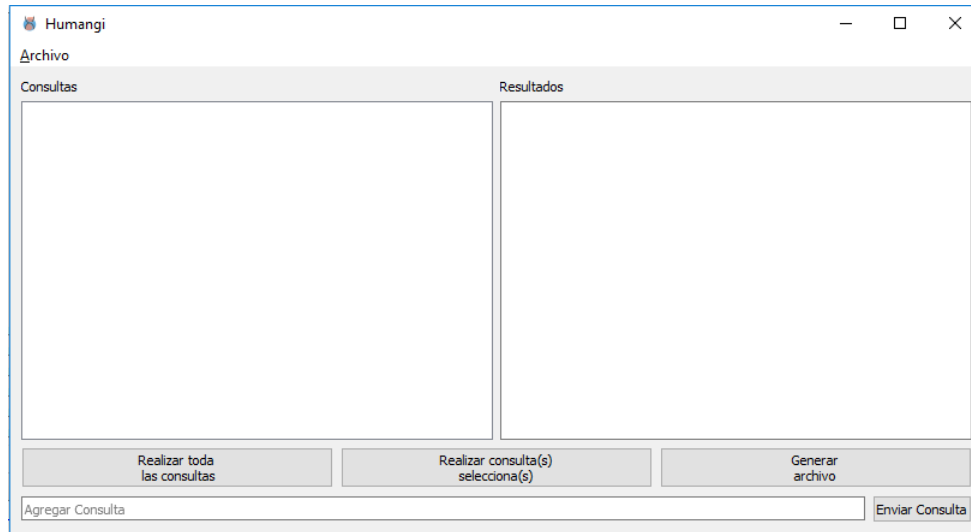 Humangi
Archivo
Consultas
Resultados
Realizar toda
las consultas
Realizar consulta(s)
selecciona(s)
Generar
archivo
Agregar Consulta
Enviar Consulta